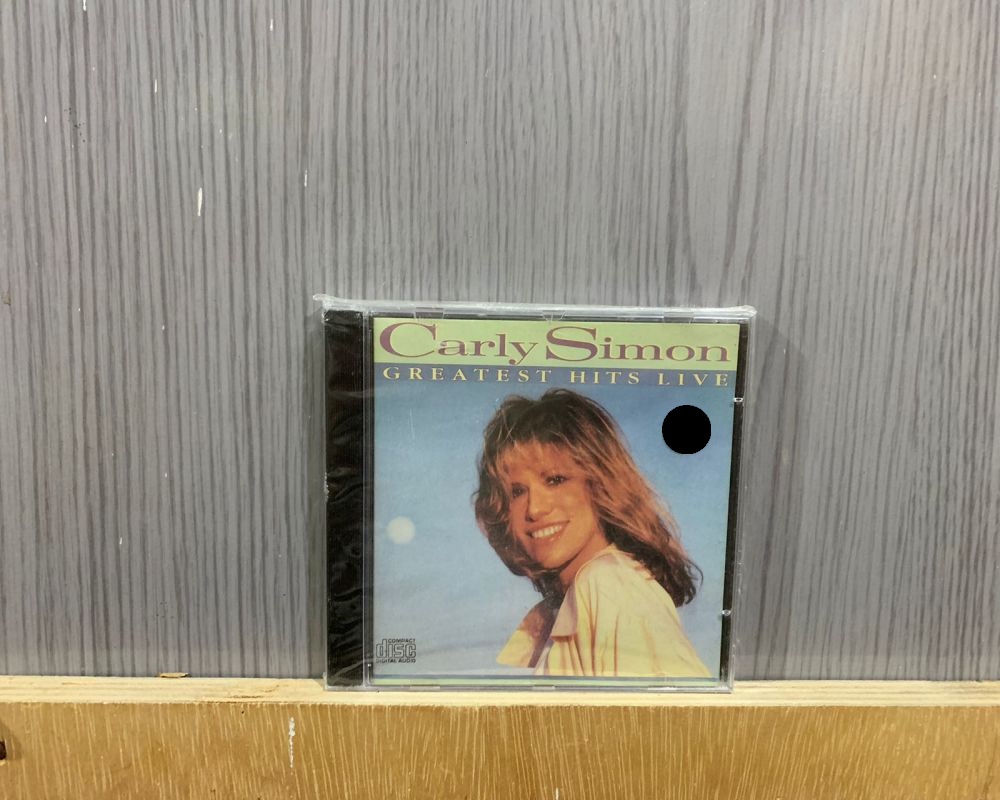 Carly Simon
GREATEST HITS LIVE
COMPACT
disc
DIGITAL AUDIO